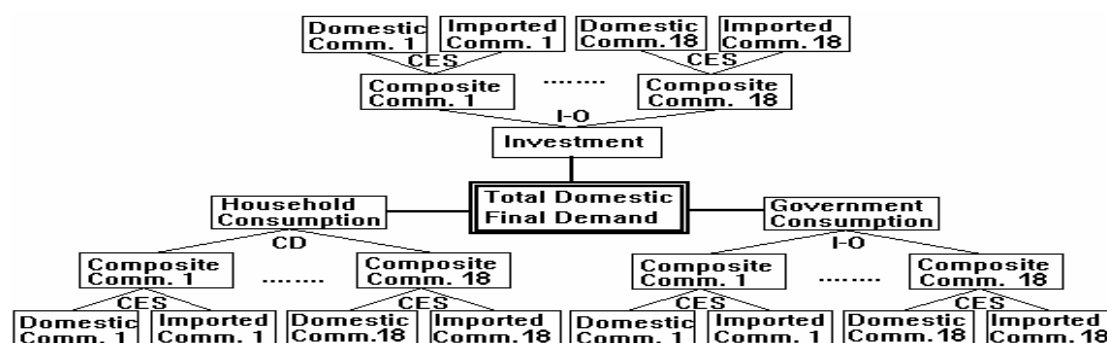 Domestic Comm. 1
Imported Comm. 1
Domestic Comm. 18
Imported Comm. 18
CES
CES
Composite Comm. 1
........
Composite Comm. 18
I-O
Investment
Total Domestic
Final Demand
Household
Consumption
Government
Consumption
CD
I-O
Composite
Comm. 1
........
Composite
Comm. 18
Composite
Comm. 1
........
Composite
Comm. 18
CES
CES
CES
CES
Domestic
Comm. 1
Imported
Comm. 1
Domestic
Comm.18
Imported
Comm. 18
Domestic
Comm. 1
Imported
Comm. 1
Domestic
Comm.18
Imported
Comm. 18